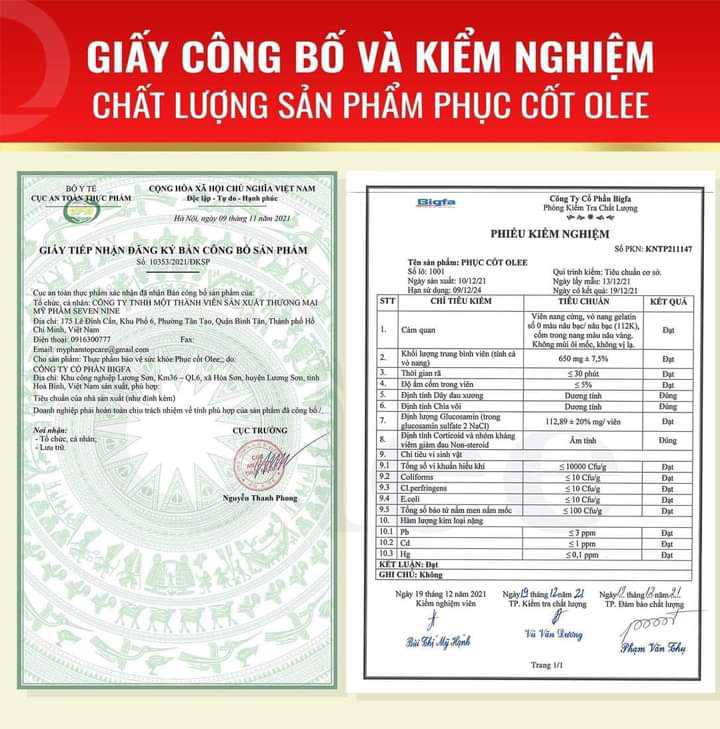 GIẤY CÔNG BỐ VÀ KIỂM NGHIỆM
CHẤT LƯỢNG SẢN PHẨM PHỤC CỐT OLEE
BỘ Y TẾ
CỤC AN TOÀN THỰC PHẨM
CỘNG HÒA XÃ HỘI CHỦ NGHĨA VIỆT NAM
Độc lập - Tự do - Hạnh phúc
Hà Nội, ngày 09 tháng 11 năm 2021
GIẤY TIẾP NHẬN ĐĂNG KÝ BẢN CÔNG BỐ SẢN PHẨM
Số: 10353/2021/ĐKSP
Cục an toàn thực phẩm xác nhận đã nhận Bản công bố sản phẩm của:
Tổ chức, cá nhân: CÔNG TY TNHH MỘT THÀNH VIÊN SẢN XUẤT THƯƠNG MẠI
MỸ PHẨM SEVEN NINE
Địa chỉ: 175 Lê Đình Cẩn, Khu Phố 6, Phường Tân Tạo, Quận Bình Tân, Thành phố Hồ
Chí Minh, Việt Nam
Điện thoại: 0916300777 Fax:
Email: myphamtopcare@gmail.com
Cho sản phẩm: Thực phẩm bảo vệ sức khỏe Phục Cốt Olee;, do:
CÔNG TY CỔ PHẦN BIGFA
Địa chỉ: Khu công nghiệp Lương Sơn, Km36 – QL6, xã Hòa Sơn, huyện Lương Sơn, tỉnh
Hoà Bình, Việt Nam sản xuất, phù hợp:
Tiêu chuẩn của nhà sản xuất (như đính kèm)
Doanh nghiệp phải hoàn toàn chịu trách nhiệm về tính phù hợp của sản phẩm đã công bố./.
Nơi nhận:
- Tổ chức, cá nhân;
- Lưu trữ.
CỤC TRƯỞNG
Nguyễn Thanh Phong
Bigfa
Công Ty Cổ Phần Bigfa
Phòng Kiểm Tra Chất Lượng
PHIẾU KIỂM NGHIỆM
Số PKN: KNTP211147
Tên sản phẩm: PHỤC CỐT OLEE
Số lô: 1001 Qui trình kiểm: Tiêu chuẩn cơ sở.
Ngày sản xuất: 10/12/21 Ngày lấy mẫu: 13/12/21
Hạn sử dụng: 09/12/24 Ngày có kết quả: 19/12/21
STT CHỈ TIÊU KIỂM TIÊU CHUẨN KẾT QUẢ
1. Cảm quan Viên nang cứng, vỏ nang gelatin
số 0 màu nâu bạc/ nâu bạc (112K),
cốm trong nang màu nâu vàng.
Không mùi ôi mốc, không vị lạ. Đạt
2. Khối lượng trung bình viên (tính cả
vỏ nang) 650 mg ± 7,5% Đạt
3. Thời gian rã ≤ 30 phút Đạt
4. Độ ẩm cốm trong viên ≤ 5% Đạt
5. Định tính Dây đau xương Dương tính Đúng
6. Định tính Chìa vôi Dương tính Đúng
7. Định lượng Glucosamin (trong
glucosamin sulfate 2 NaCl) 112,89 ± 20% mg/ viên Đạt
8. Định tính Corticoid và nhóm kháng
viêm giảm đau Non-steroid Âm tính Đúng
9. Chỉ tiêu vi sinh vật
9.1 Tổng số vi khuẩn hiếu khí ≤ 10000 Cfu/g Đạt
9.2 Coliforms ≤ 10 Cfu/g Đạt
9.3 Cl.perfringens ≤ 10 Cfu/g Đạt
9.4 E.coli ≤ 10 Cfu/g Đạt
9.5 Tổng số bào tử nấm men nấm mốc ≤ 100 Cfu/g Đạt
10. Hàm lượng kim loại nặng
10.1 Pb ≤ 3 ppm Đạt
10.2 Cd ≤ 1 ppm Đạt
10.3 Hg ≤ 0,1 ppm Đạt
KẾT LUẬN: Đạt
GHI CHÚ: Không
Ngày 19 tháng 12 năm 2021
Kiểm nghiệm viên
Bùi Thị Mỹ Hạnh
Ngày 19 tháng 12 năm 21
TP. Kiểm tra chất lượng
Vũ Văn Dương
Ngày 19 tháng 12 năm 21
TP. Đảm bảo chất lượng
Phạm Văn Thy
Trang 1/1